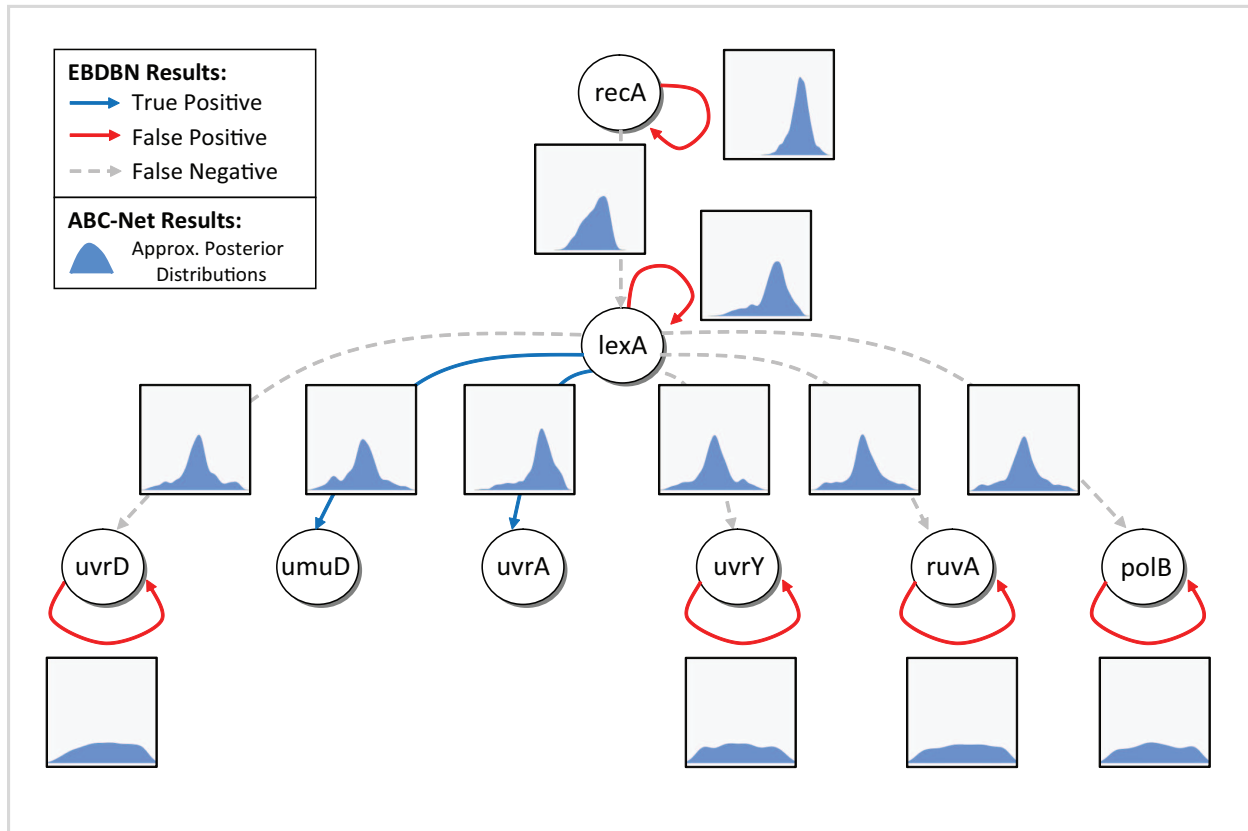 EBDBN Results:
True Positive
False Positive
False Negative
ABC-Net Results:
Approx. Posterior
Distributions
recA
lexA
uvrD
umuD
uvrA
uvrY
ruvA
polB